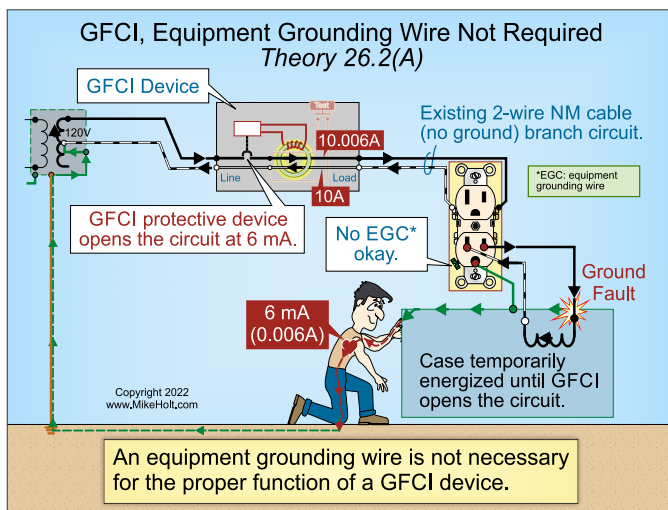 GFCI, Equipment Grounding Wire Not Required
Theory 26.2(A)
GFCI Device
Test
120V
10.006A
Existing 2-wire NM cable
(no ground) branch circuit.
Line
Load
10A
*EGC: equipment
grounding wire
GFCI protective device
opens the circuit at 6 mA.
No EGC*
okay.
Ground
Fault
6 mA
(0.006A)
Case temporarily
energized until GFCI
opens the circuit.
Copyright 2022
www.MikeHolt.com
An equipment grounding wire is not necessary
for the proper function of a GFCI device.